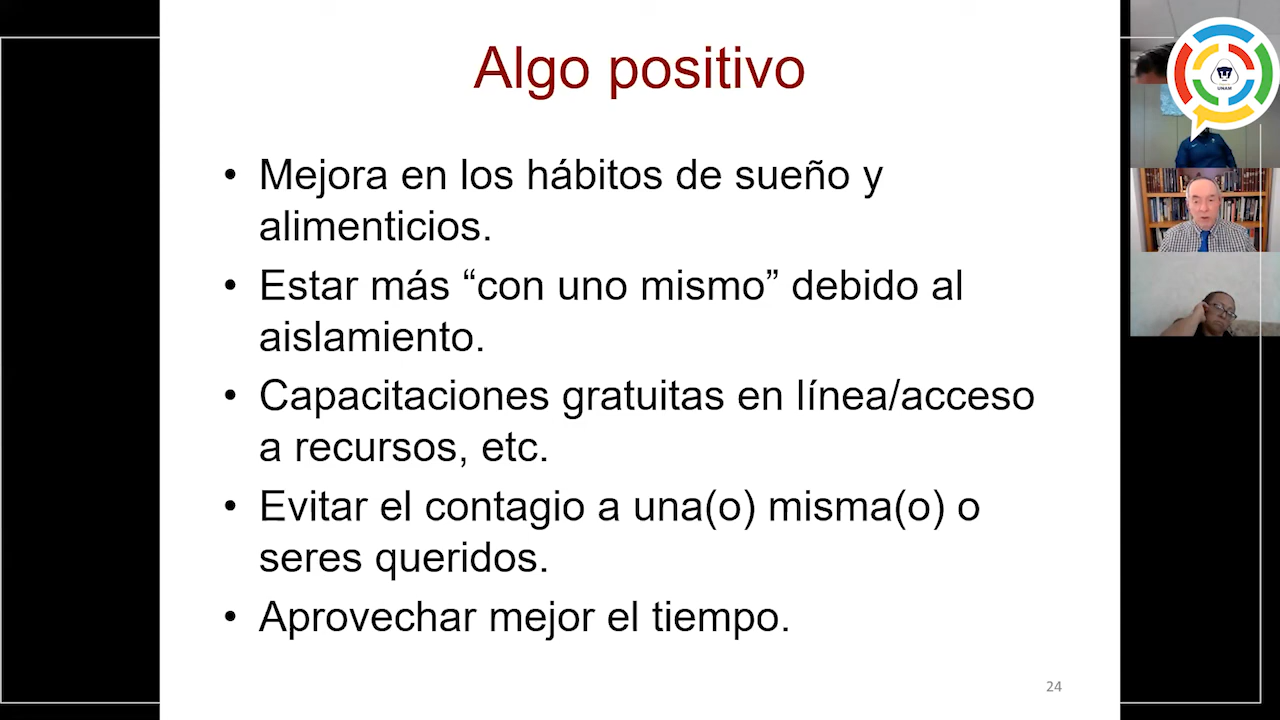 Algo positivo
• Mejora en los hábitos de sueño y
alimenticios.
• Estar más “con uno mismo” debido al
aislamiento.
• Capacitaciones gratuitas en línea/acceso
a recursos, etc.
• Evitar el contagio a una(o) misma(o) o
seres queridos.
• Aprovechar mejor el tiempo.
24
UNAM